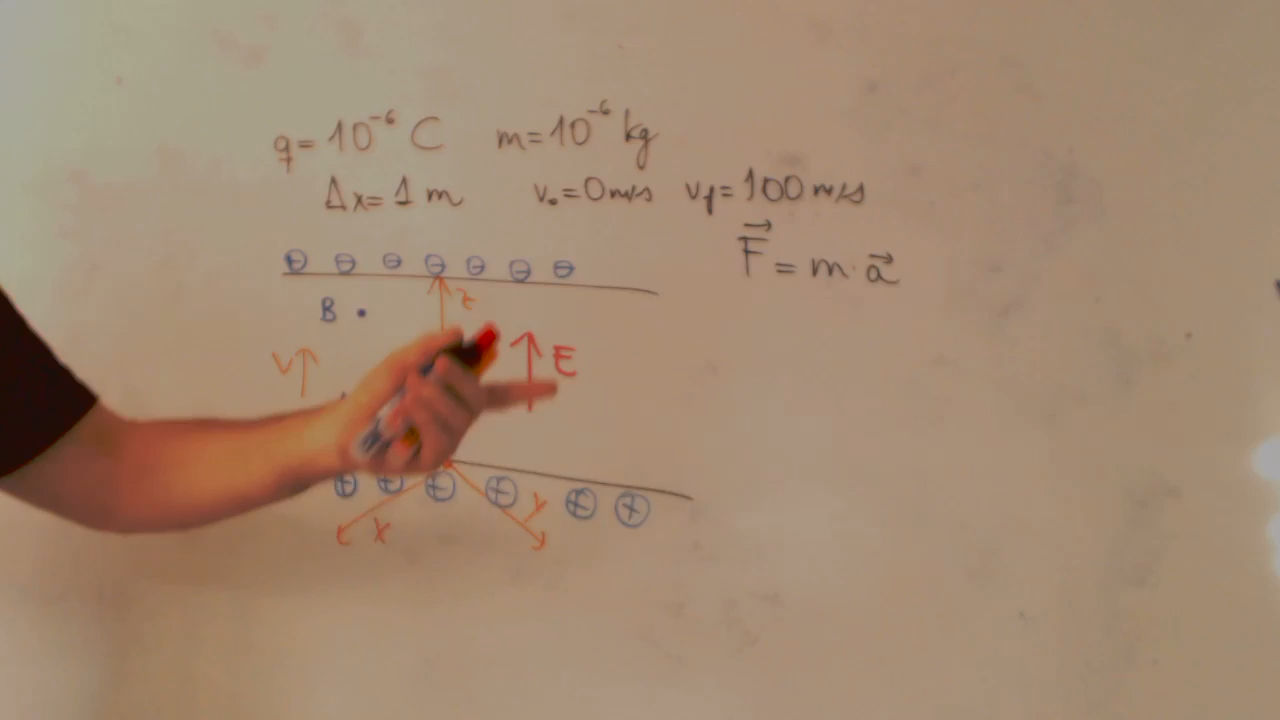 q = 10⁻⁶ C m = 10⁻⁶ kg
Δx = 1 m v₀ = 0 m/s v_f = 100 m/s
F⃗ = m · a⃗
⊖ ⊖ ⊖ ⊖ ⊖ ⊖ ⊖
B · z
V E
⊕ ⊕ ⊕ ⊕ ⊕ ⊕
x y